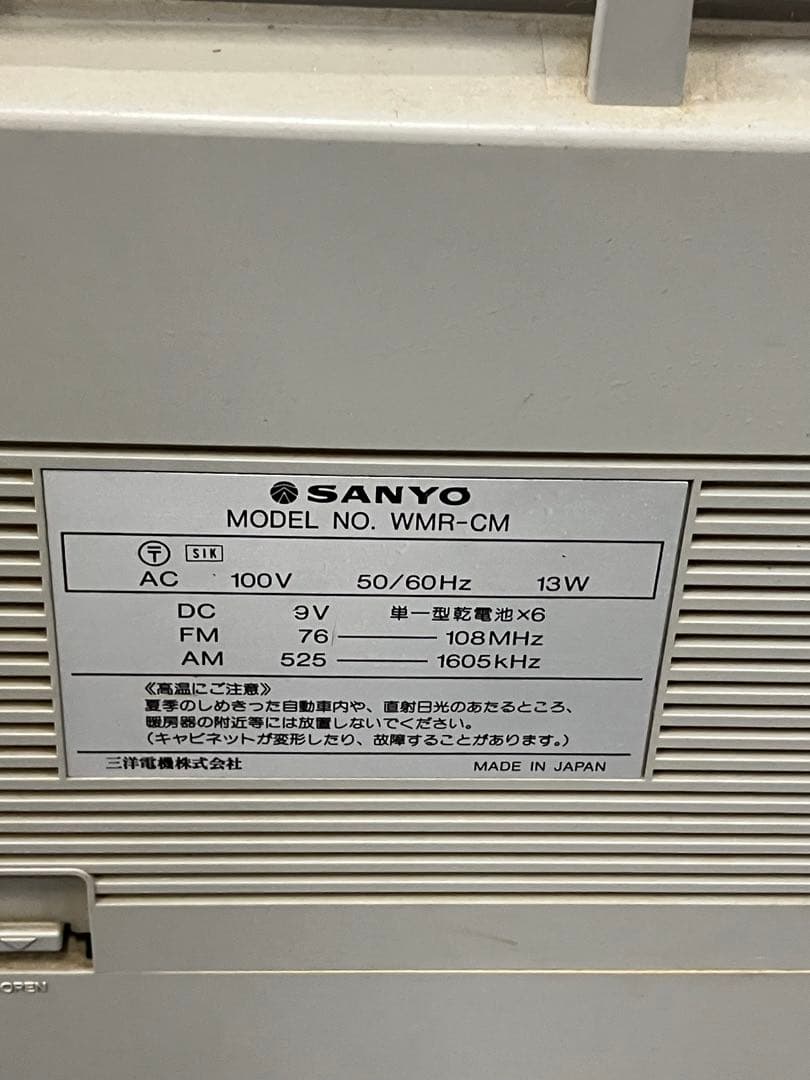 SANYO
MODEL NO. WMR-CM
〒 SIK
AC 100V 50/60Hz 13W
DC 9V 単一型乾電池×6
FM 76 ── 108MHz
AM 525 ── 1605kHz
《高温にご注意》
夏季のしめきった自動車内や、直射日光のあたるところ、
暖房器の附近等には放置しないでください。
(キャビネットが変形したり、故障することがあります。)
三洋電機株式会社 MADE IN JAPAN
OPEN